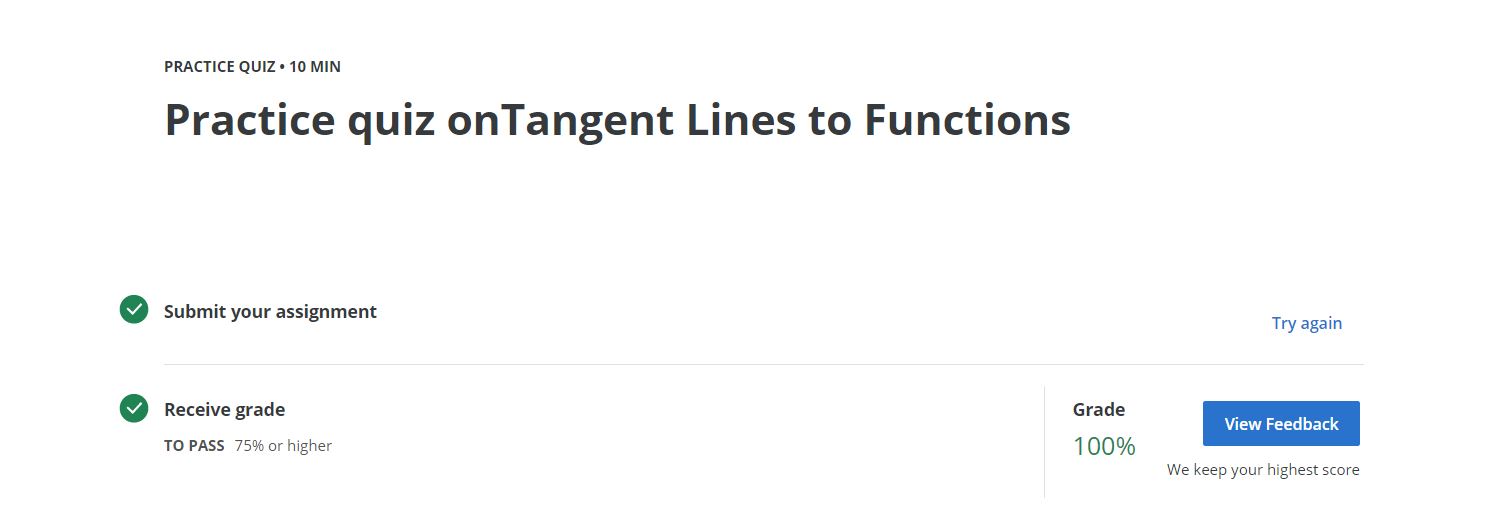 PRACTICE QUIZ • 10 MIN
Practice quiz onTangent Lines to Functions
Submit your assignment
Try again
Receive grade
TO PASS 75% or higher
Grade
100%
View Feedback
We keep your highest score